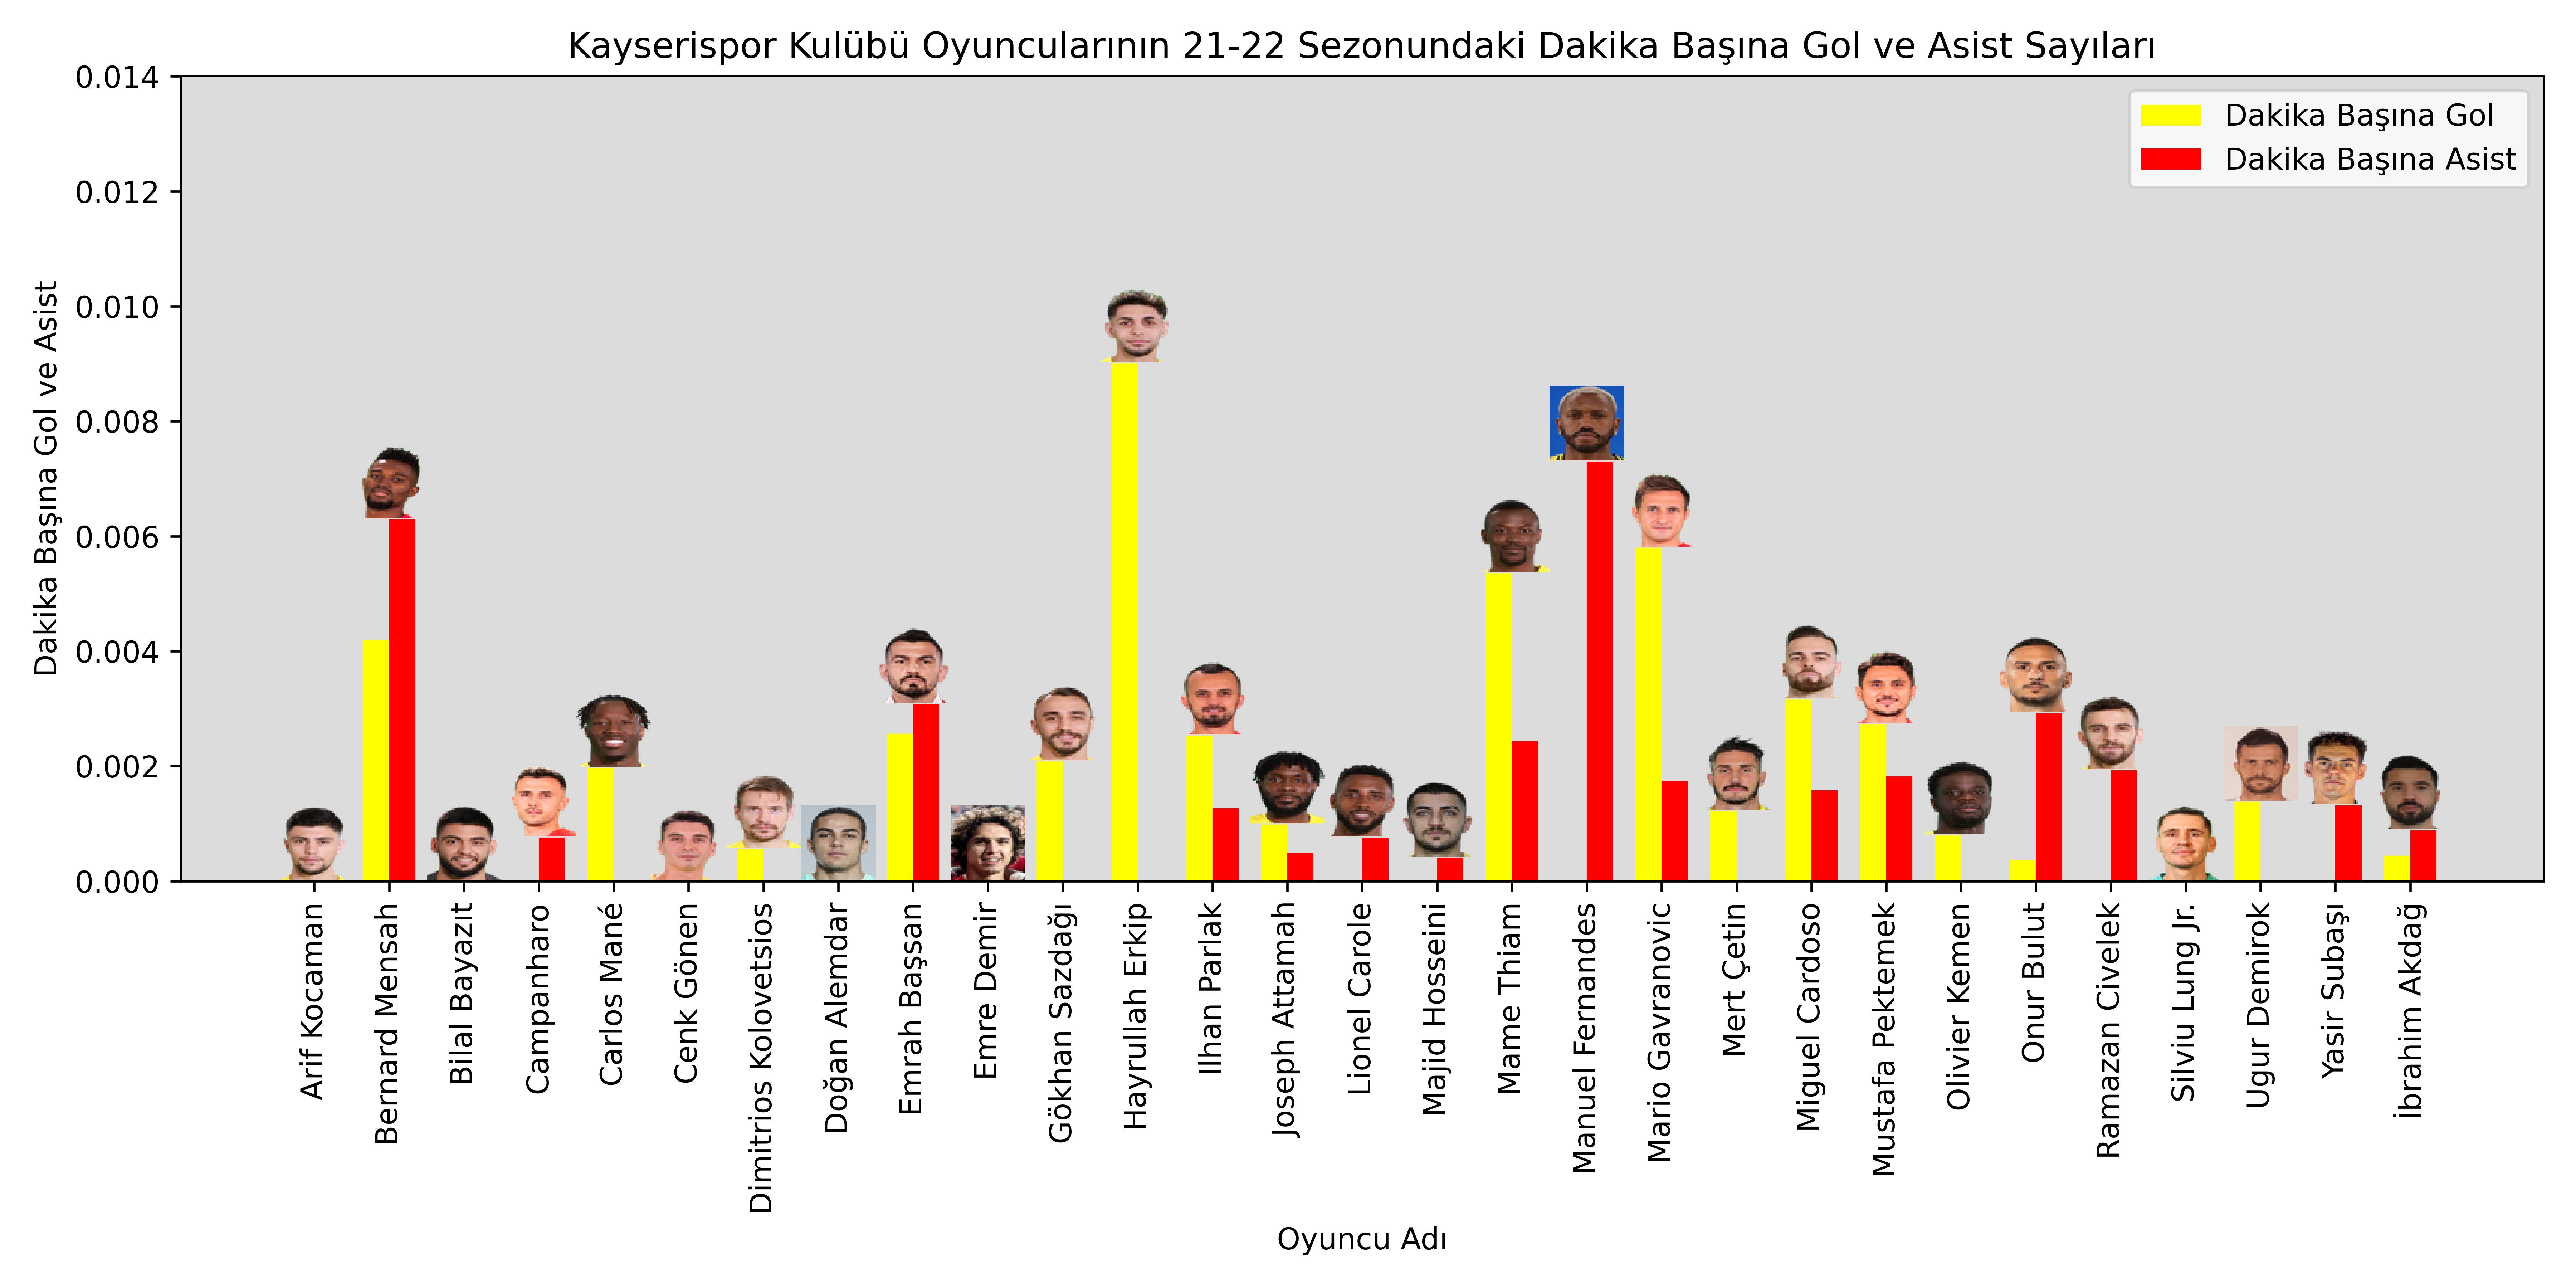 Kayserispor Kulübü Oyuncularının 21-22 Sezonundaki Dakika Başına Gol ve Asist Sayıları
Dakika Başına Gol
Dakika Başına Asist
Dakika Başına Gol ve Asist
0.014
0.012
0.010
0.008
0.006
0.004
0.002
0.000
Arif Kocaman
Bernard Mensah
Bilal Bayazıt
Campanharo
Carlos Mané
Cenk Gönen
Dimitrios Kolovetsios
Doğan Alemdar
Emrah Başsan
Emre Demir
Gökhan Sazdağı
Hayrullah Erkip
Ilhan Parlak
Joseph Attamah
Lionel Carole
Majid Hosseini
Mame Thiam
Manuel Fernandes
Mario Gavranovic
Mert Çetin
Miguel Cardoso
Mustafa Pektemek
Olivier Kemen
Onur Bulut
Ramazan Civelek
Silviu Lung Jr.
Ugur Demirok
Yasir Subaşı
İbrahim Akdağ
Oyuncu Adı